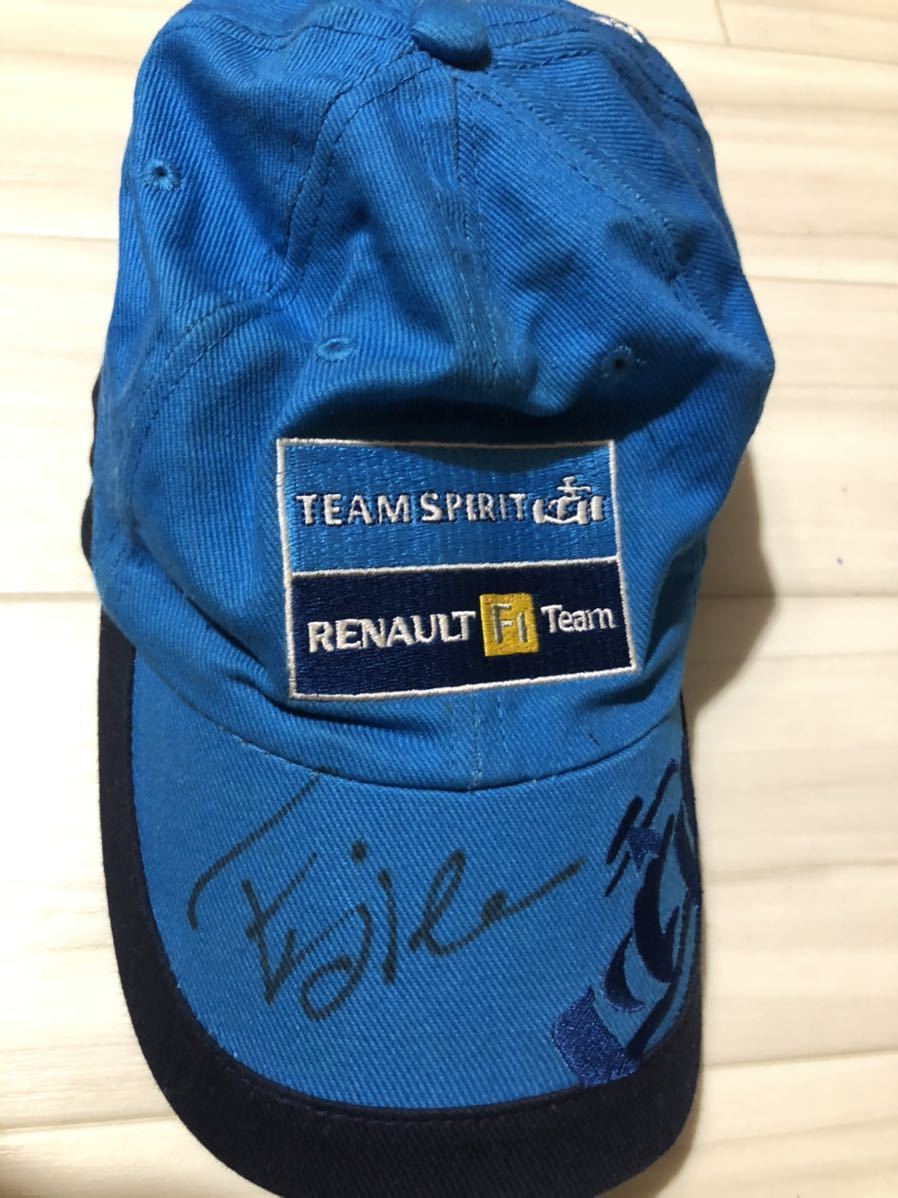 TEAM SPIRIT
RENAULT F1 Team